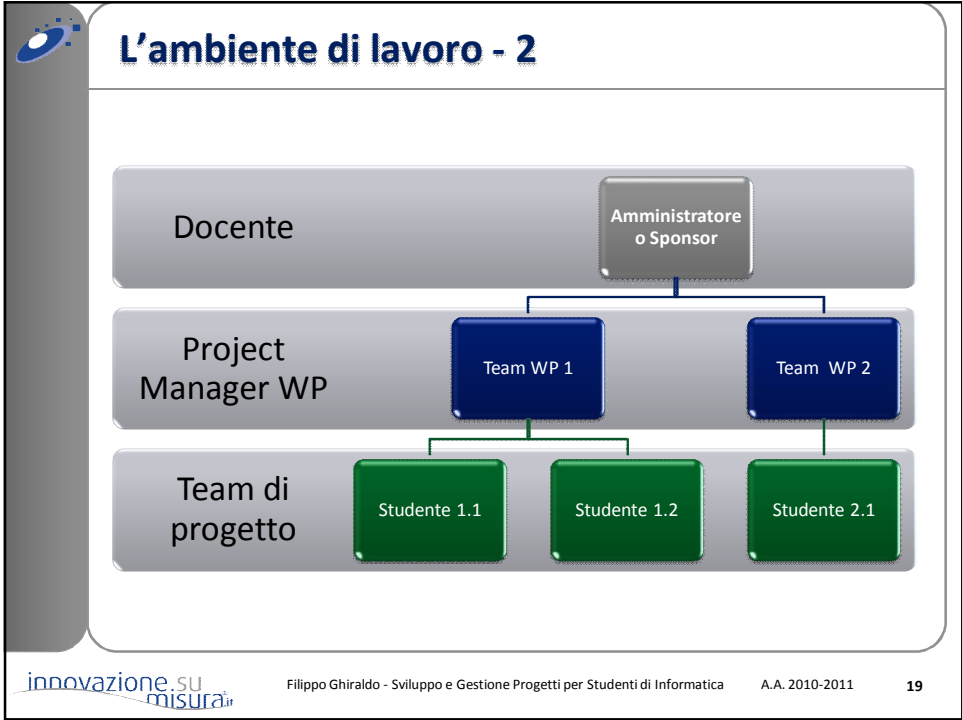 L'ambiente di lavoro - 2
Docente
Amministratore
o Sponsor
Project
Manager WP
Team WP 1
Team WP 2
Team di
progetto
Studente 1.1
Studente 1.2
Studente 2.1
innovazione.su
misura.it
Filippo Ghiraldo - Sviluppo e Gestione Progetti per Studenti di Informatica
A.A. 2010-2011
19